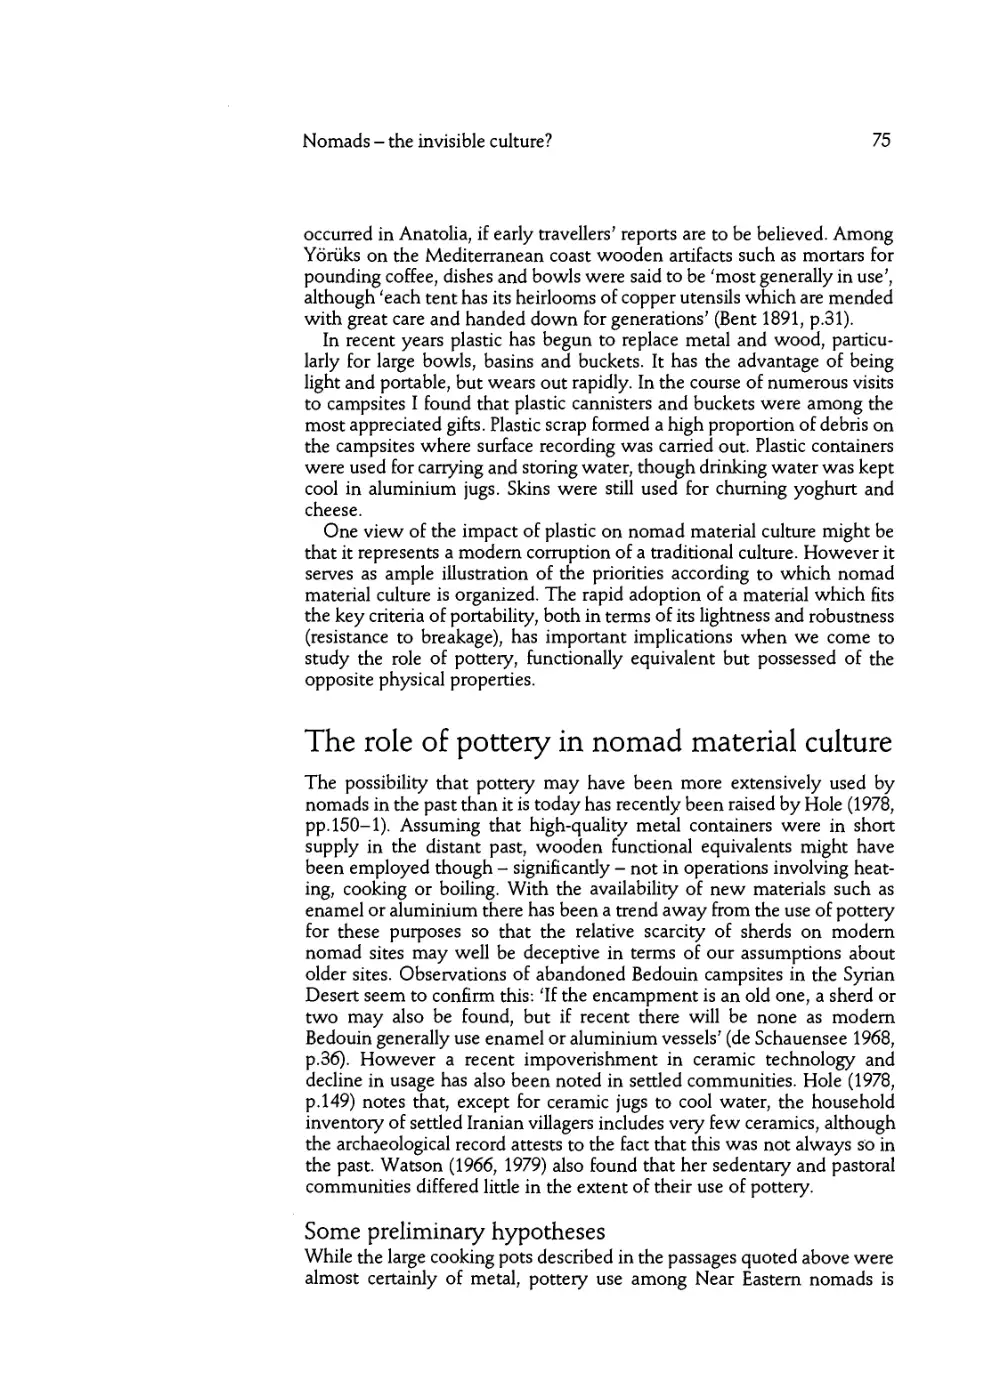 Nomads – the invisible culture? 75
occurred in Anatolia, if early travellers' reports are to be believed. Among
Yörüks on the Mediterranean coast wooden artifacts such as mortars for
pounding coffee, dishes and bowls were said to be 'most generally in use',
although 'each tent has its heirlooms of copper utensils which are mended
with great care and handed down for generations' (Bent 1891, p.31).
In recent years plastic has begun to replace metal and wood, particu-
larly for large bowls, basins and buckets. It has the advantage of being
light and portable, but wears out rapidly. In the course of numerous visits
to campsites I found that plastic cannisters and buckets were among the
most appreciated gifts. Plastic scrap formed a high proportion of debris on
the campsites where surface recording was carried out. Plastic containers
were used for carrying and storing water, though drinking water was kept
cool in aluminium jugs. Skins were still used for churning yoghurt and
cheese.
One view of the impact of plastic on nomad material culture might be
that it represents a modern corruption of a traditional culture. However it
serves as ample illustration of the priorities according to which nomad
material culture is organized. The rapid adoption of a material which fits
the key criteria of portability, both in terms of its lightness and robustness
(resistance to breakage), has important implications when we come to
study the role of pottery, functionally equivalent but possessed of the
opposite physical properties.
The role of pottery in nomad material culture
The possibility that pottery may have been more extensively used by
nomads in the past than it is today has recently been raised by Hole (1978,
pp.150–1). Assuming that high-quality metal containers were in short
supply in the distant past, wooden functional equivalents might have
been employed though – significantly – not in operations involving heat-
ing, cooking or boiling. With the availability of new materials such as
enamel or aluminium there has been a trend away from the use of pottery
for these purposes so that the relative scarcity of sherds on modern
nomad sites may well be deceptive in terms of our assumptions about
older sites. Observations of abandoned Bedouin campsites in the Syrian
Desert seem to confirm this: 'If the encampment is an old one, a sherd or
two may also be found, but if recent there will be none as modern
Bedouin generally use enamel or aluminium vessels' (de Schauensee 1968,
p.36). However a recent impoverishment in ceramic technology and
decline in usage has also been noted in settled communities. Hole (1978,
p.149) notes that, except for ceramic jugs to cool water, the household
inventory of settled Iranian villagers includes very few ceramics, although
the archaeological record attests to the fact that this was not always so in
the past. Watson (1966, 1979) also found that her sedentary and pastoral
communities differed little in the extent of their use of pottery.
Some preliminary hypotheses
While the large cooking pots described in the passages quoted above were
almost certainly of metal, pottery use among Near Eastern nomads is